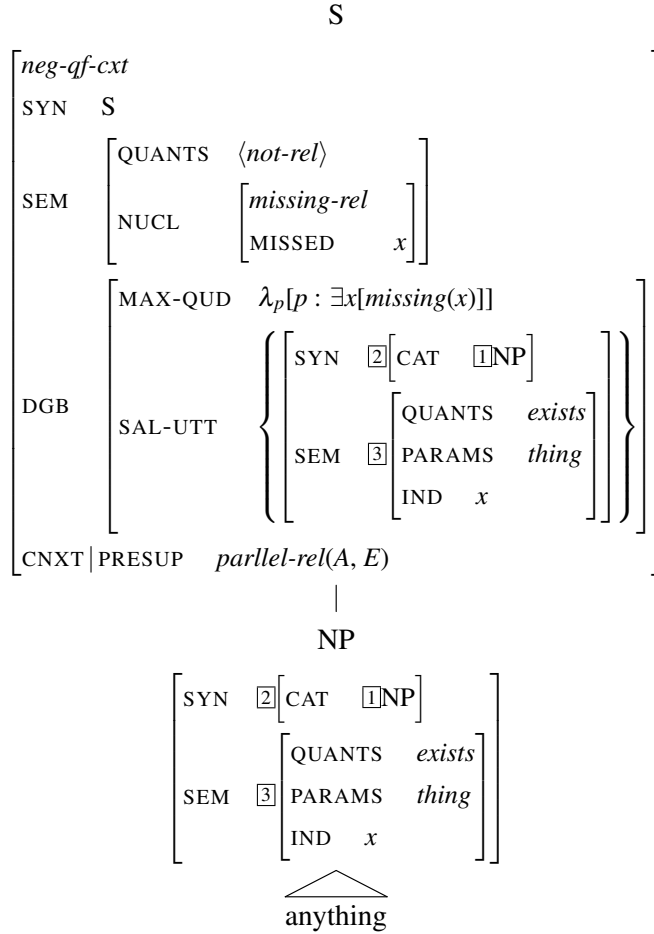 S
neg-qf-cxt
SYN S
SEM QUANTS ⟨not-rel⟩
NUCL missing-rel
MISSED x
DGB MAX-QUD λp[p : ∃x[missing(x)]]
SAL-UTT SYN 2 CAT 1 NP
SEM 3 QUANTS exists
PARAMS thing
IND x
CNXT|PRESUP parllel-rel(A, E)
NP
SYN 2 CAT 1 NP
SEM 3 QUANTS exists
PARAMS thing
IND x
anything